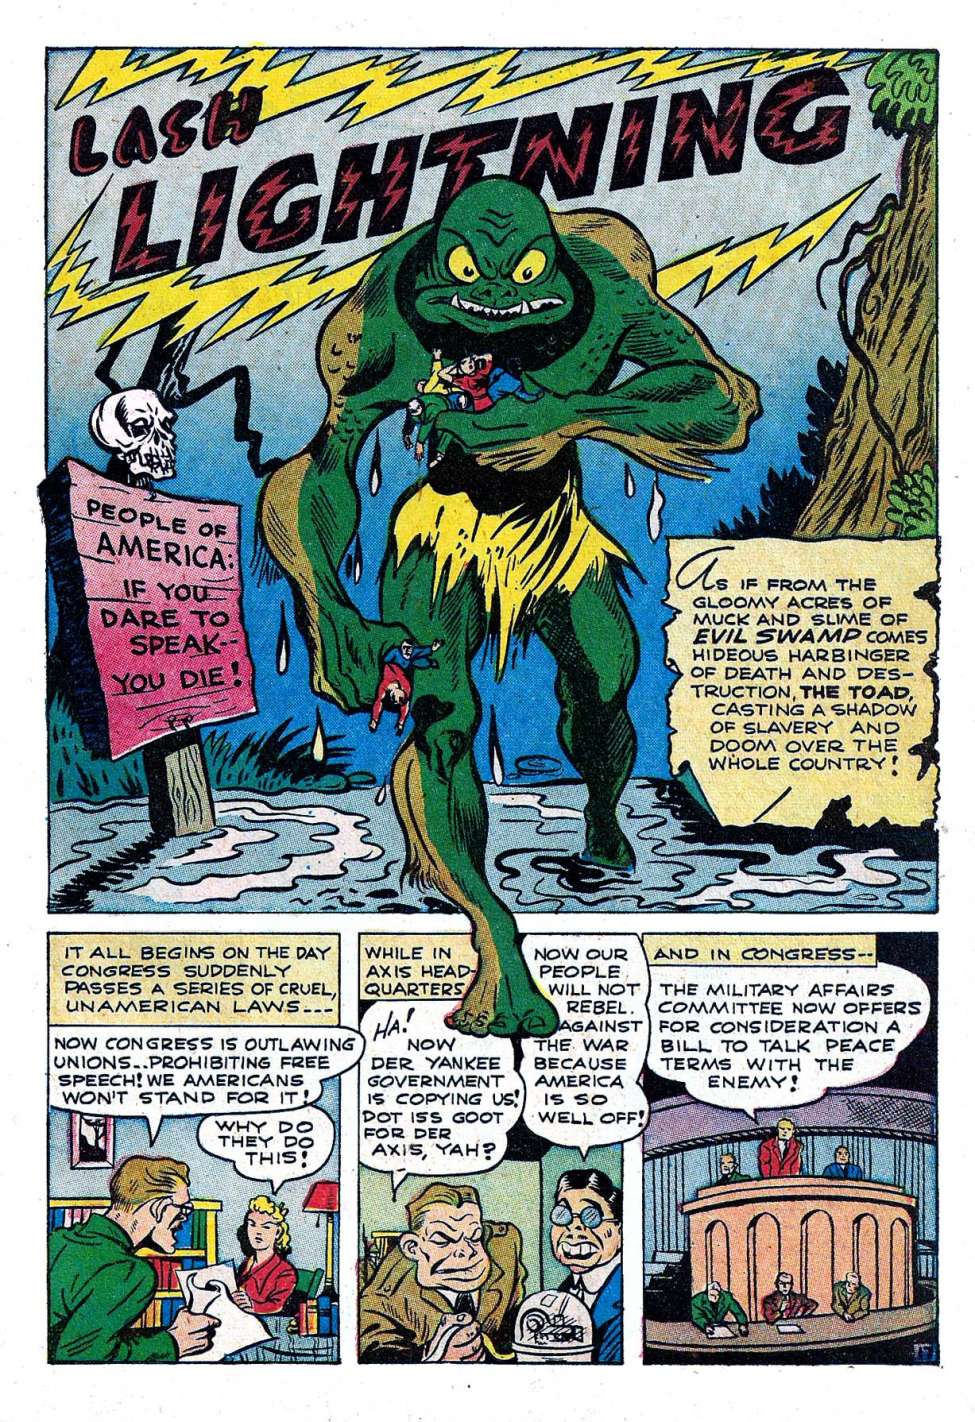 LASH
LIGHTNING
PEOPLE OF
AMERICA:
IF YOU
DARE TO
SPEAK--
YOU DIE!
AS IF FROM THE
GLOOMY ACRES OF
MUCK AND SLIME OF
EVIL SWAMP COMES
HIDEOUS HARBINGER
OF DEATH AND DES-
TRUCTION, THE TOAD,
CASTING A SHADOW
OF SLAVERY AND
DOOM OVER THE
WHOLE COUNTRY!
IT ALL BEGINS ON THE DAY
CONGRESS SUDDENLY
PASSES A SERIES OF CRUEL,
UNAMERICAN LAWS---
NOW CONGRESS IS OUTLAWING
UNIONS..PROHIBITING FREE
SPEECH! WE AMERICANS
WON'T STAND FOR IT!
WHY DO
THEY DO
THIS!
WHILE IN
AXIS HEAD-
QUARTERS
HA!
NOW
DER YANKEE
GOVERNMENT
IS COPYING US!
DOT ISS GOOT
FOR DER
AXIS, YAH?
NOW OUR
PEOPLE
WILL NOT
REBEL.
AGAINST
THE WAR
BECAUSE
AMERICA
IS SO
WELL OFF!
AND IN CONGRESS--
THE MILITARY AFFAIRS
COMMITTEE NOW OFFERS
FOR CONSIDERATION A
BILL TO TALK PEACE
TERMS WITH THE
ENEMY!